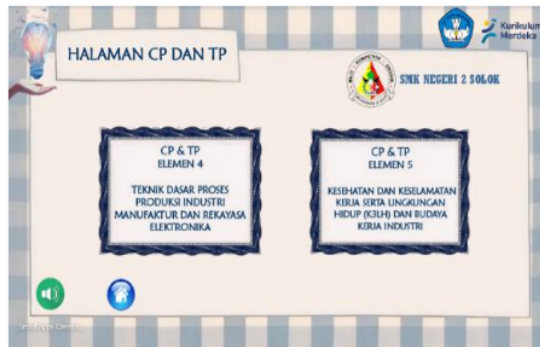 HALAMAN CP DAN TP
Kurikulum
Merdeka
SMK NEGERI 2 SOLOK
CP & TP
ELEMEN 4
TEKNIK DASAR PROSES
PRODUKSI INDUSTRI
MANUFAKTUR DAN REKAYASA
ELEKTRONIKA
CP & TP
ELEMEN 5
KESEHATAN DAN KESELAMATAN
KERJA SERTA LINGKUNGAN
HIDUP (K3LH) DAN BUDAYA
KERJA INDUSTRI